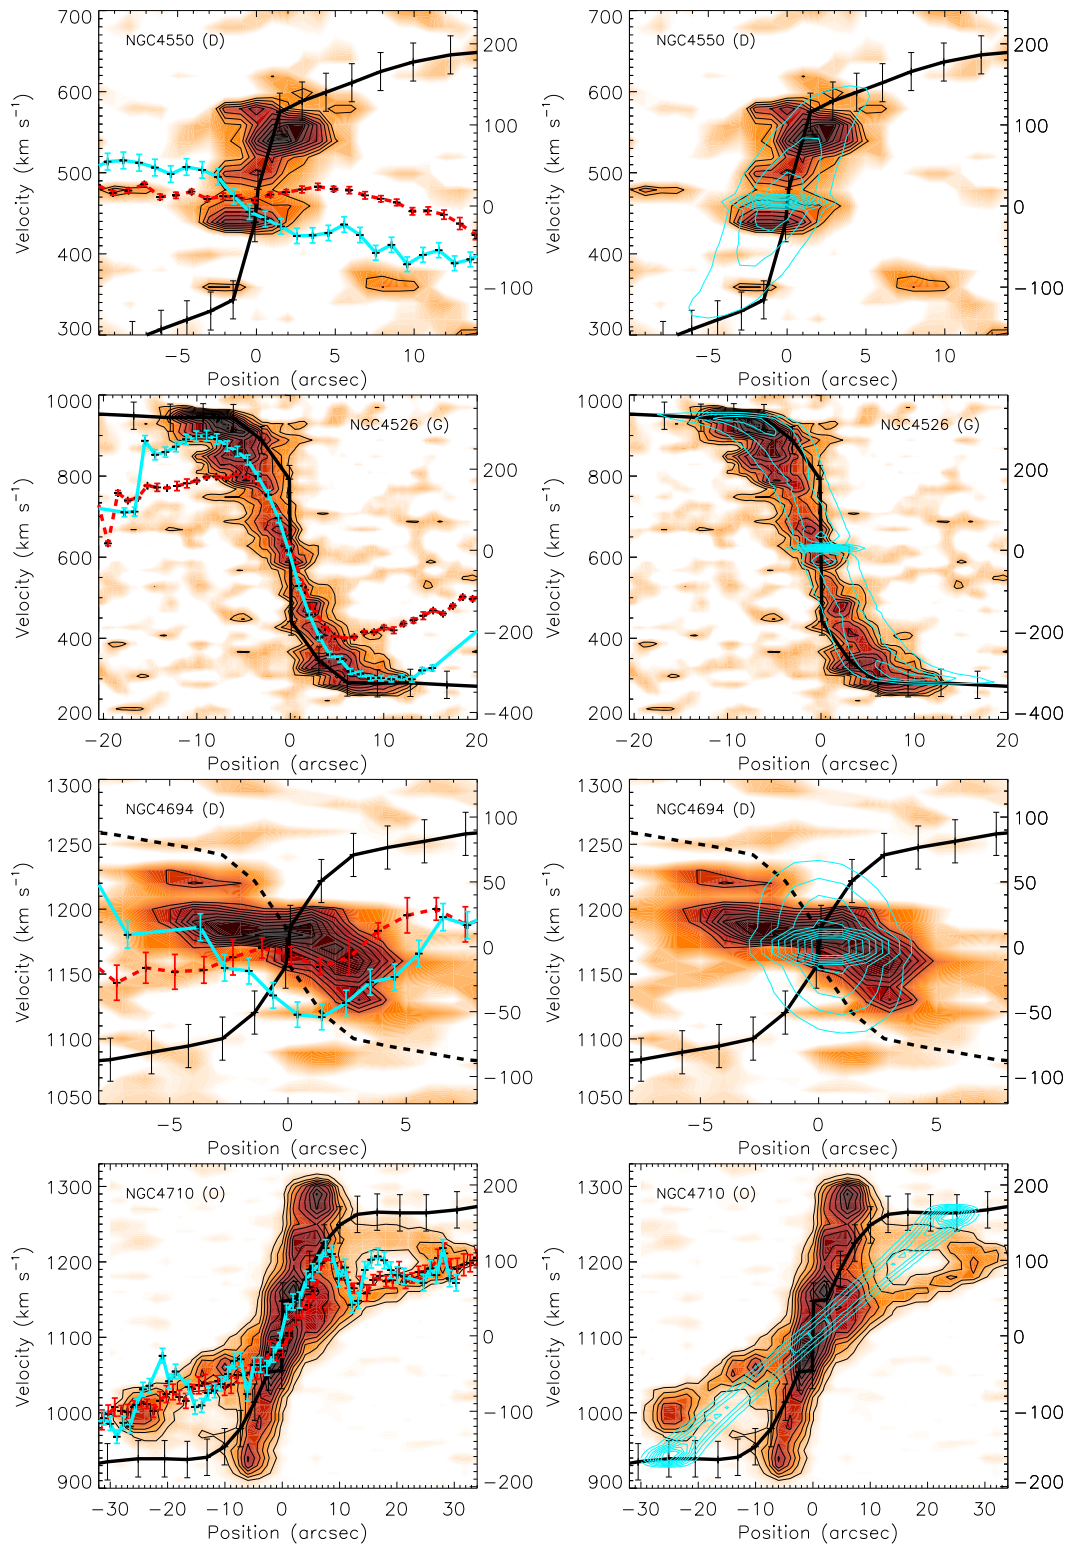 NGC4550 (D)
700
600
500
400
300
200
100
0
−100
−5 0 5 10
Position (arcsec)
Velocity (km s⁻¹)
NGC4550 (D)
700
600
500
400
300
200
100
0
−100
−5 0 5 10
Position (arcsec)
Velocity (km s⁻¹)
NGC4526 (G)
1000
800
600
400
200
200
0
−200
−400
−20 −10 0 10 20
Position (arcsec)
Velocity (km s⁻¹)
NGC4526 (G)
1000
800
600
400
200
200
0
−200
−400
−20 −10 0 10 20
Position (arcsec)
Velocity (km s⁻¹)
NGC4694 (D)
1300
1250
1200
1150
1100
1050
100
50
0
−50
−100
−5 0 5
Position (arcsec)
Velocity (km s⁻¹)
NGC4694 (D)
1300
1250
1200
1150
1100
1050
100
50
0
−50
−100
−5 0 5
Position (arcsec)
Velocity (km s⁻¹)
NGC4710 (O)
1300
1200
1100
1000
900
200
100
0
−100
−200
−30 −20 −10 0 10 20 30
Position (arcsec)
Velocity (km s⁻¹)
NGC4710 (O)
1300
1200
1100
1000
900
200
100
0
−100
−200
−30 −20 −10 0 10 20 30
Position (arcsec)
Velocity (km s⁻¹)